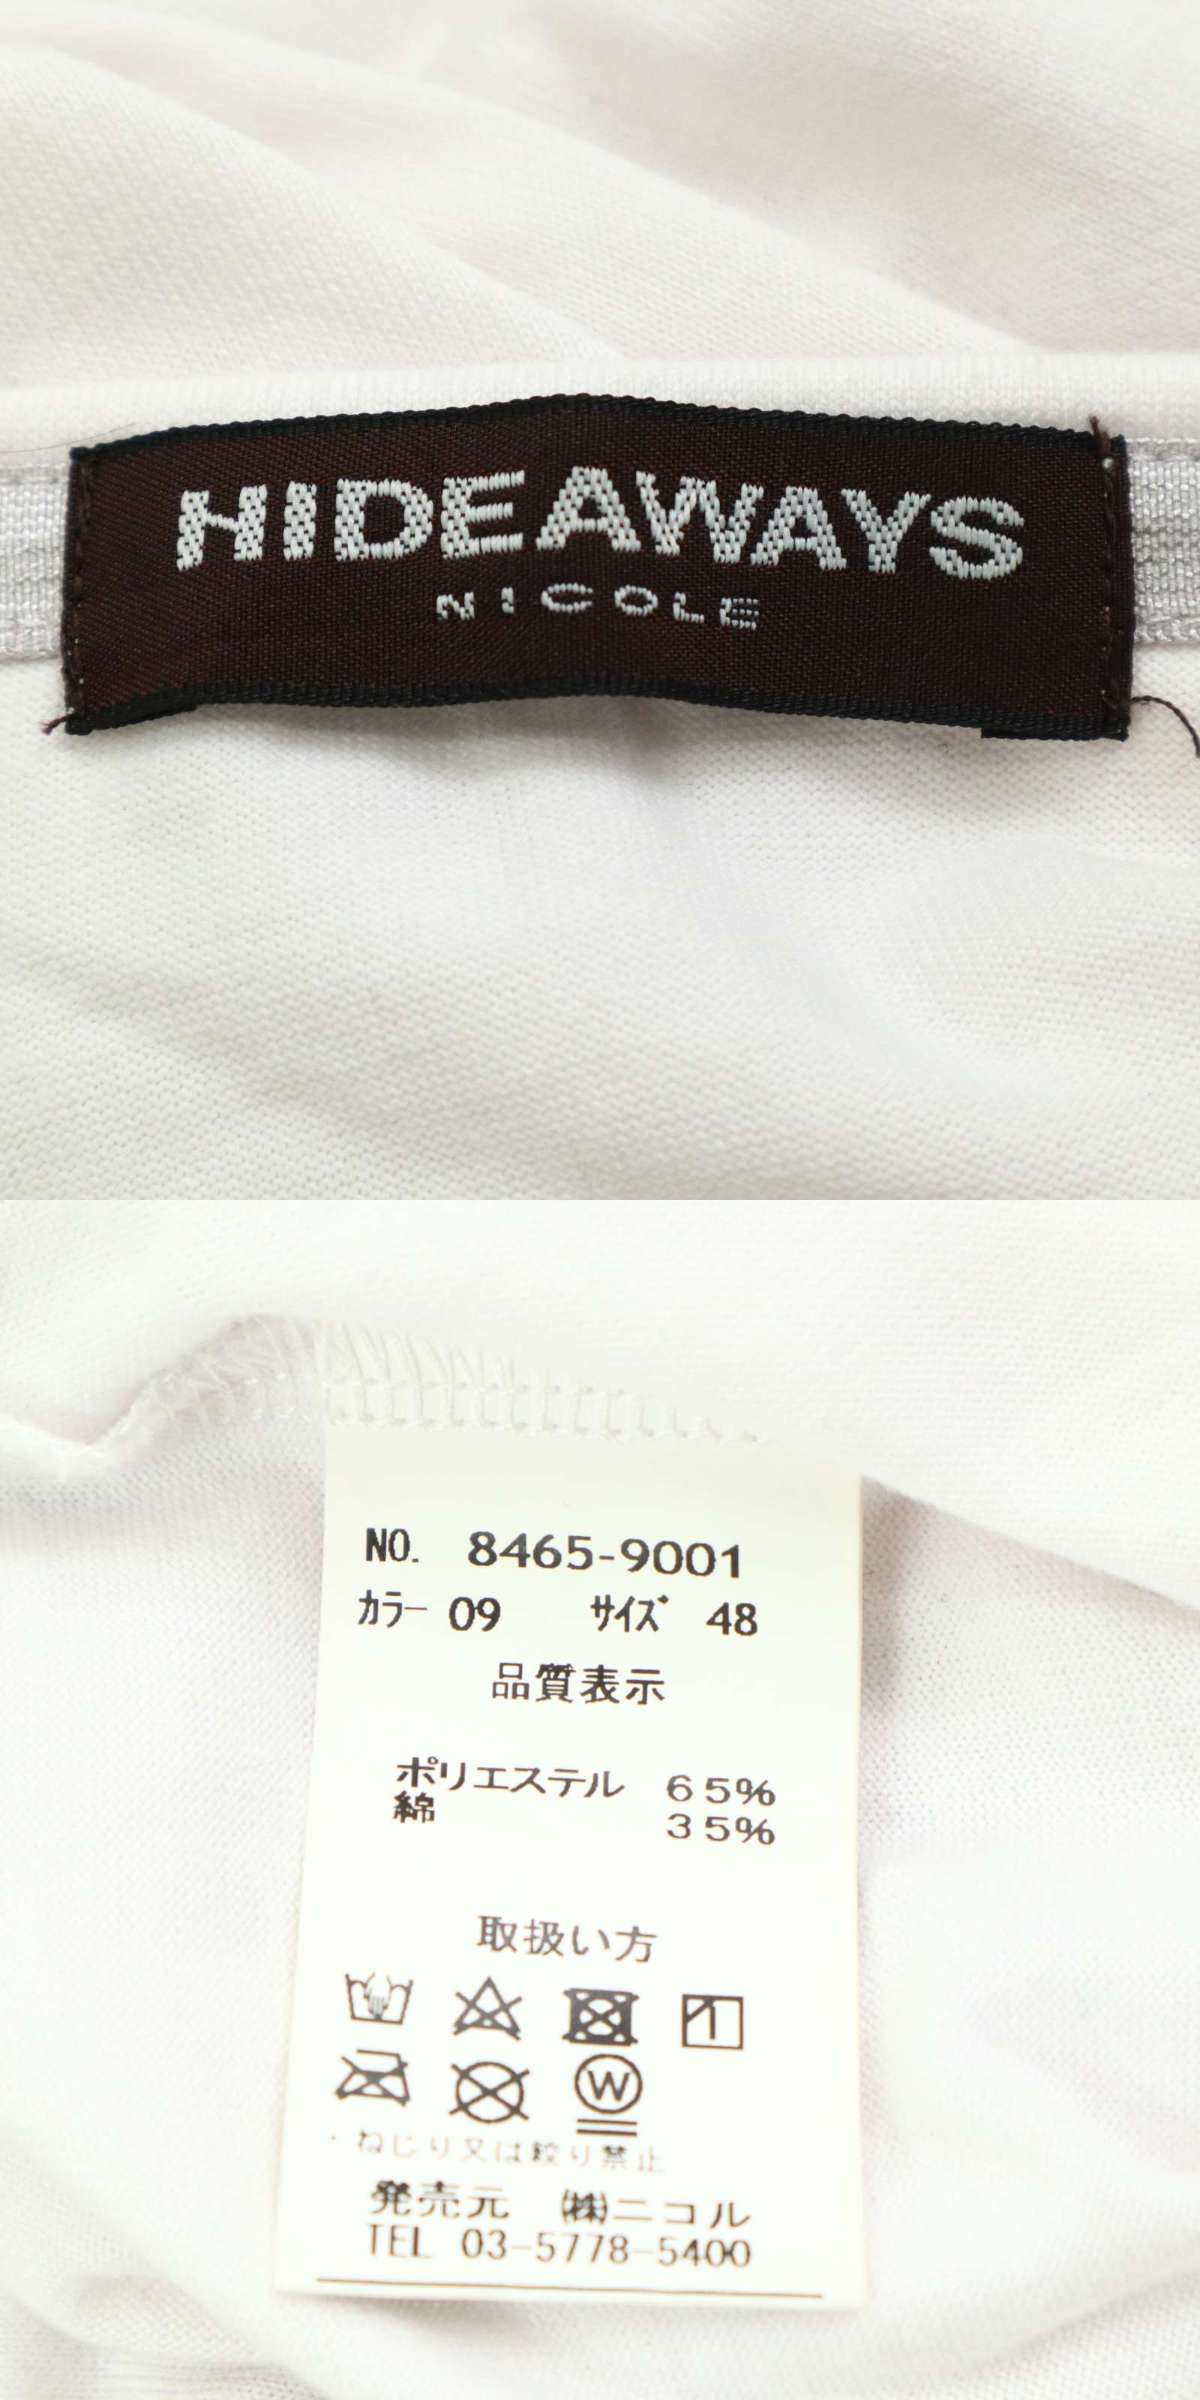 HIDEAWAYS
NICOLE
NO. 8465-9001
カラー 09 サイズ 48
品質表示
ポリエステル 65%
綿 35%
取扱い方
W
・ねじり又は絞り禁止
発売元 ㈱ニコル
TEL 03-5778-5400